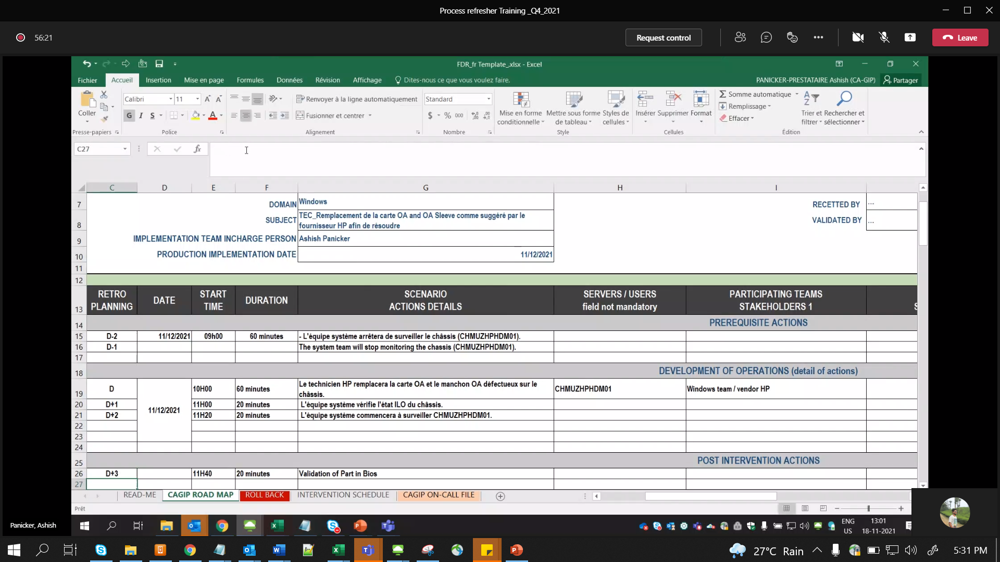 Process refresher Training _Q4_2021
56:21
Request control
Leave
FDR_fr Template_.xlsx - Excel
Fichier Accueil Insertion Mise en page Formules Données Révision Affichage Dites-nous ce que vous voulez faire. PANICKER-PRESTATAIRE Ashish (CA-GIP) Partager
Coller
Calibri 11
G I S
Renvoyer à la ligne automatiquement
Fusionner et centrer
Standard
$ % 000
Mise en forme
conditionnelle
Mettre sous forme
de tableau
Styles de
cellules
Insérer Supprimer Format
Somme automatique
Remplissage
Effacer
Trier et
filtrer
Rechercher et
sélectionner
Presse-papiers Police Alignement Nombre Style Cellules Édition
C27
fx
C D E F G H I
7 DOMAIN Windows RECETTED BY ...
8 SUBJECT TEC_Remplacement de la carte OA and OA Sleeve comme suggéré par le
fournisseur HP afin de résoudre VALIDATED BY ...
9 IMPLEMENTATION TEAM INCHARGE PERSON Ashish Panicker
10 PRODUCTION IMPLEMENTATION DATE 11/12/2021
11
12
13 RETRO
PLANNING DATE START
TIME DURATION SCENARIO
ACTIONS DETAILS SERVERS / USERS
field not mandatory PARTICIPATING TEAMS
STAKEHOLDERS 1
14 PREREQUISITE ACTIONS
15 D-2 11/12/2021 09h00 60 minutes - L'équipe système arrêtera de surveiller le châssis (CHMUZHPHDM01).
16 D-1 The system team will stop monitoring the chassis (CHMUZHPHDM01).
17
18 DEVELOPMENT OF OPERATIONS (detail of actions)
19 D 10H00 60 minutes Le technicien HP remplacera la carte OA et le manchon OA défectueux sur le
châssis. CHMUZHPHDM01 Windows team / vendor HP
20 D+1 11/12/2021 11H00 20 minutes L'équipe système vérifie l'état ILO du châssis.
21 D+2 11H20 20 minutes L'équipe système commencera à surveiller CHMUZHPHDM01.
22
23
24
25 POST INTERVENTION ACTIONS
26 D+3 11H40 20 minutes Validation of Part in Bios
27
READ-ME CAGIP ROAD MAP ROLL BACK INTERVENTION SCHEDULE CAGIP ON-CALL FILE
Prêt
Panicker, Ashish
ENG
US
13:01
18-11-2021
27°C Rain
5:31 PM